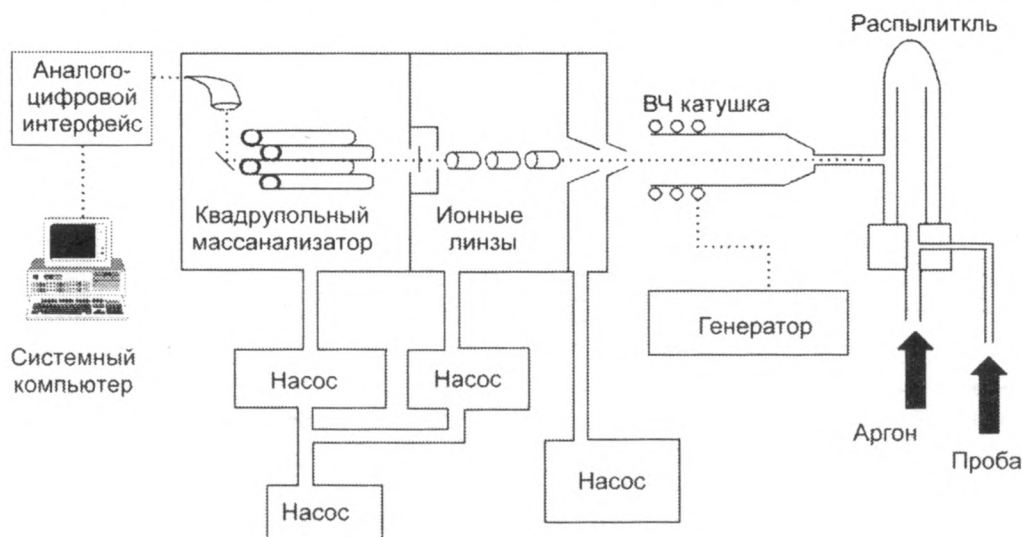 Распылиткль
Аналого-
цифровой
интерфейс
ВЧ катушка
Квадрупольный
массанализатор
Ионные
линзы
Генератор
Системный
компьютер
Насос
Насос
Аргон
Проба
Насос
Насос